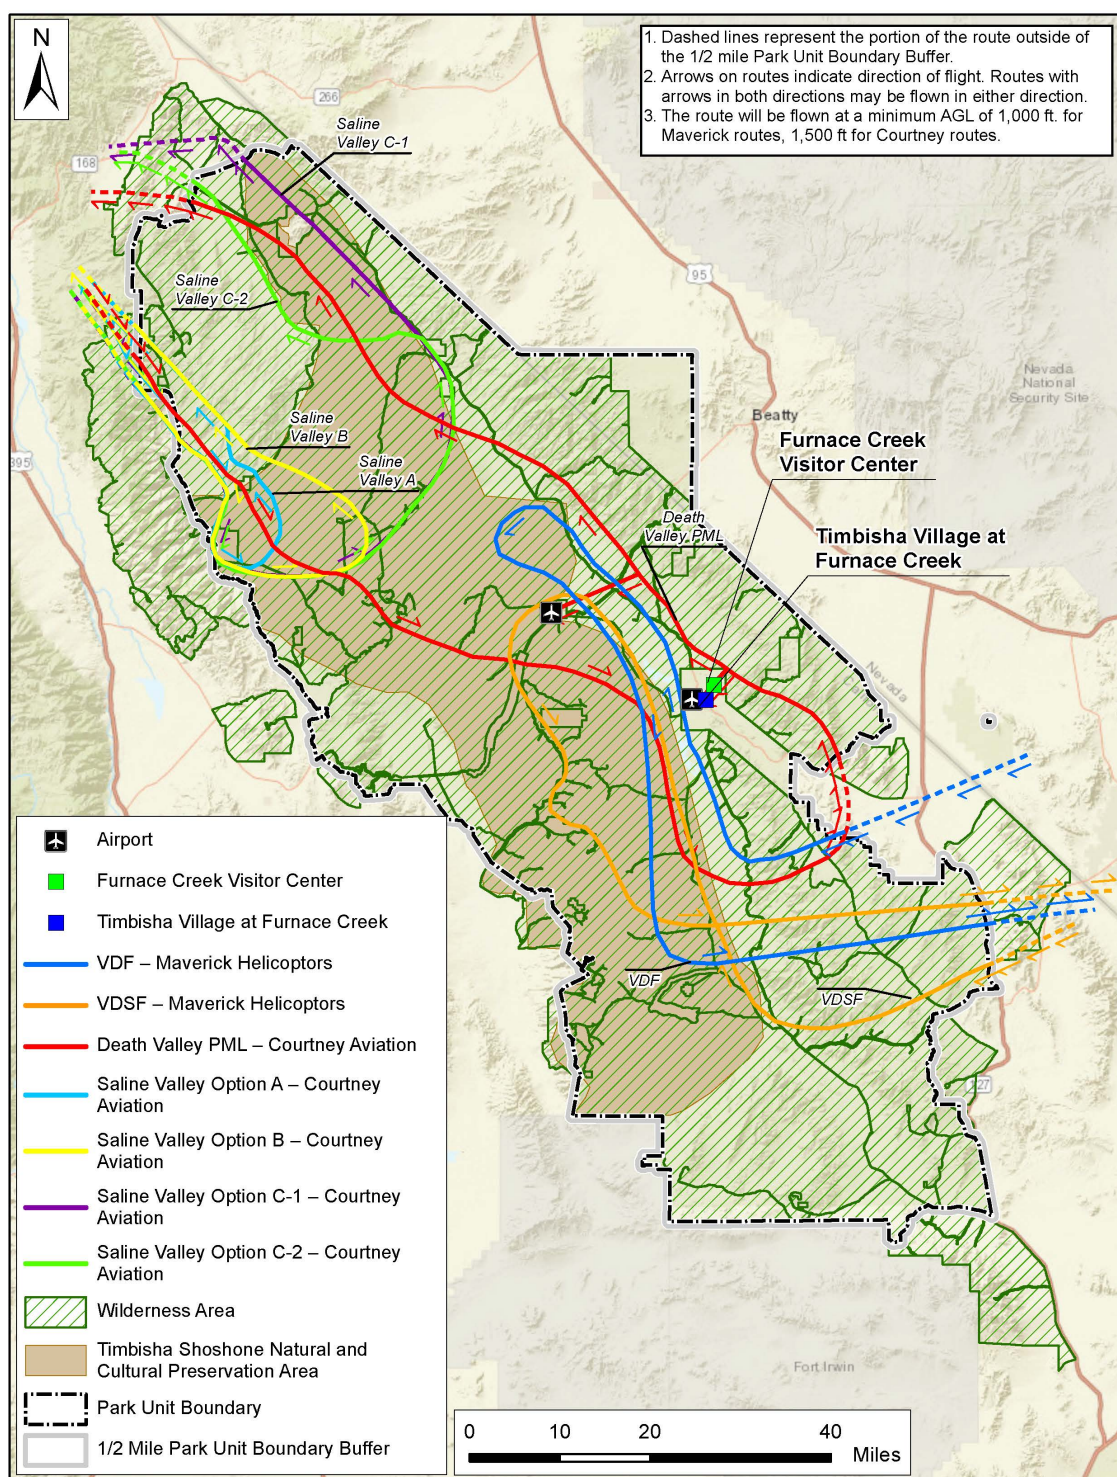 N
1. Dashed lines represent the portion of the route outside of
the 1/2 mile Park Unit Boundary Buffer.
2. Arrows on routes indicate direction of flight. Routes with
arrows in both directions may be flown in either direction.
3. The route will be flown at a minimum AGL of 1,000 ft. for
Maverick routes, 1,500 ft for Courtney routes.
266
168
Saline
Valley C-1
95
Saline
Valley C-2
Nevada
National
Security Site
Beatty
Saline
Valley B
Furnace Creek
Visitor Center
395
Saline
Valley A
Death
Valley PML
Timbisha Village at
Furnace Creek
Nevada
VDF
VDSF
127
Fort Irwin
Airport
Furnace Creek Visitor Center
Timbisha Village at Furnace Creek
VDF – Maverick Helicoptors
VDSF – Maverick Helicoptors
Death Valley PML – Courtney Aviation
Saline Valley Option A – Courtney
Aviation
Saline Valley Option B – Courtney
Aviation
Saline Valley Option C-1 – Courtney
Aviation
Saline Valley Option C-2 – Courtney
Aviation
Wilderness Area
Timbisha Shoshone Natural and
Cultural Preservation Area
Park Unit Boundary
1/2 Mile Park Unit Boundary Buffer
0 10 20 40
Miles